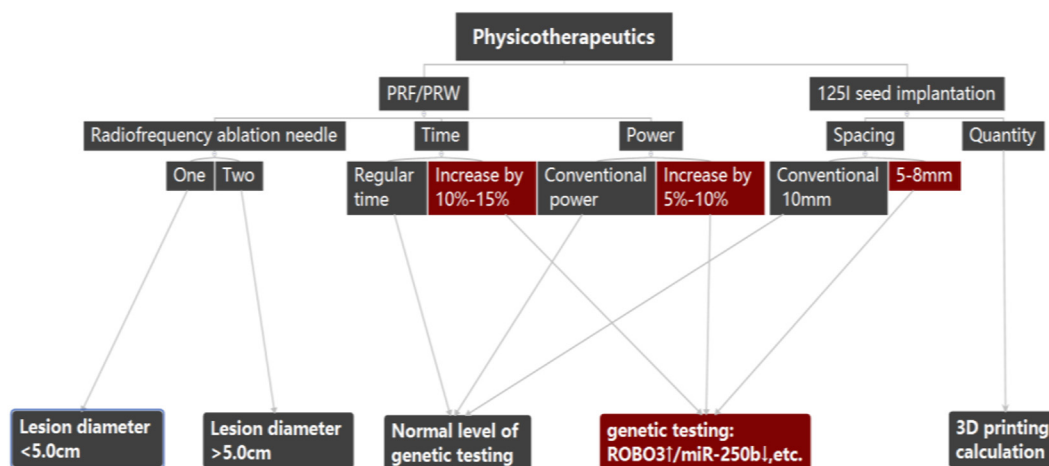 Physicotherapeutics
PRF/PRW
125I seed implantation
Radiofrequency ablation needle
Time
Power
Spacing
Quantity
One
Two
Regular
time
Increase by
10%-15%
Conventional
power
Increase by
5%-10%
Conventional
10mm
5-8mm
Lesion diameter
<5.0cm
Lesion diameter
>5.0cm
Normal level of
genetic testing
genetic testing:
ROBO3↑/miR-250b↓,etc.
3D printing
calculation